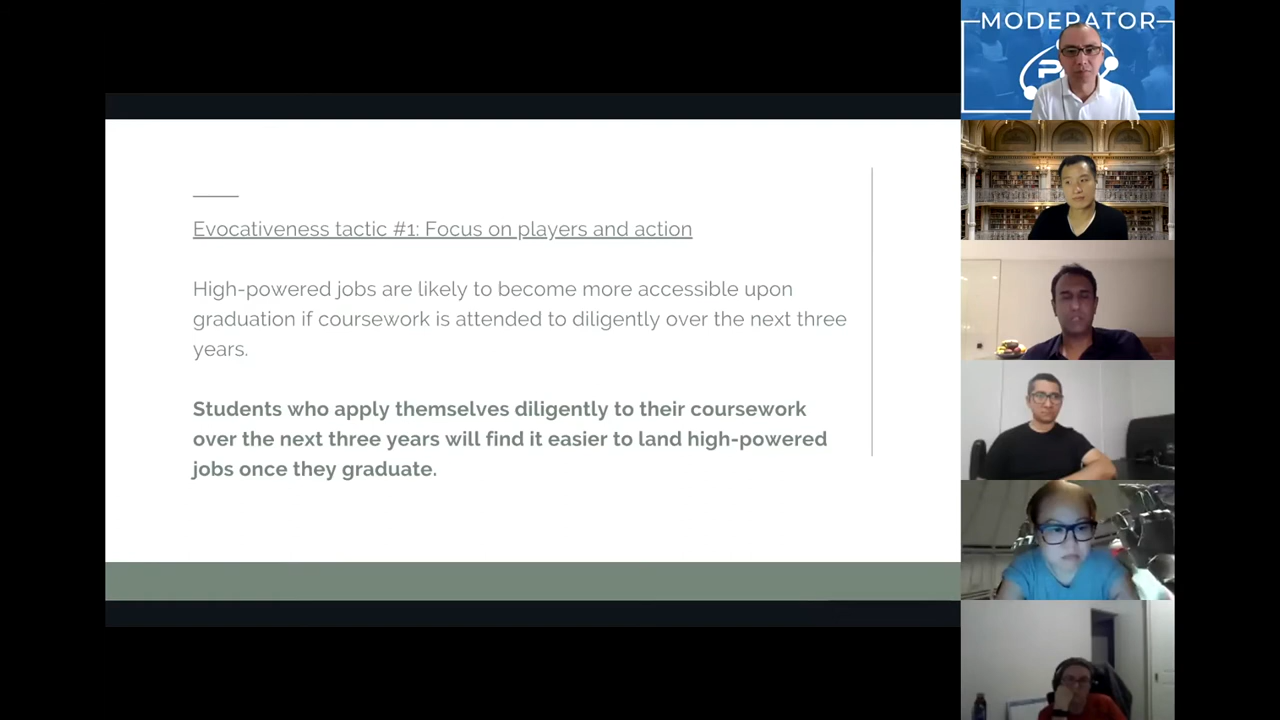 MODERATOR
Evocativeness tactic #1: Focus on players and action
High-powered jobs are likely to become more accessible upon
graduation if coursework is attended to diligently over the next three
years.
Students who apply themselves diligently to their coursework
over the next three years will find it easier to land high-powered
jobs once they graduate.